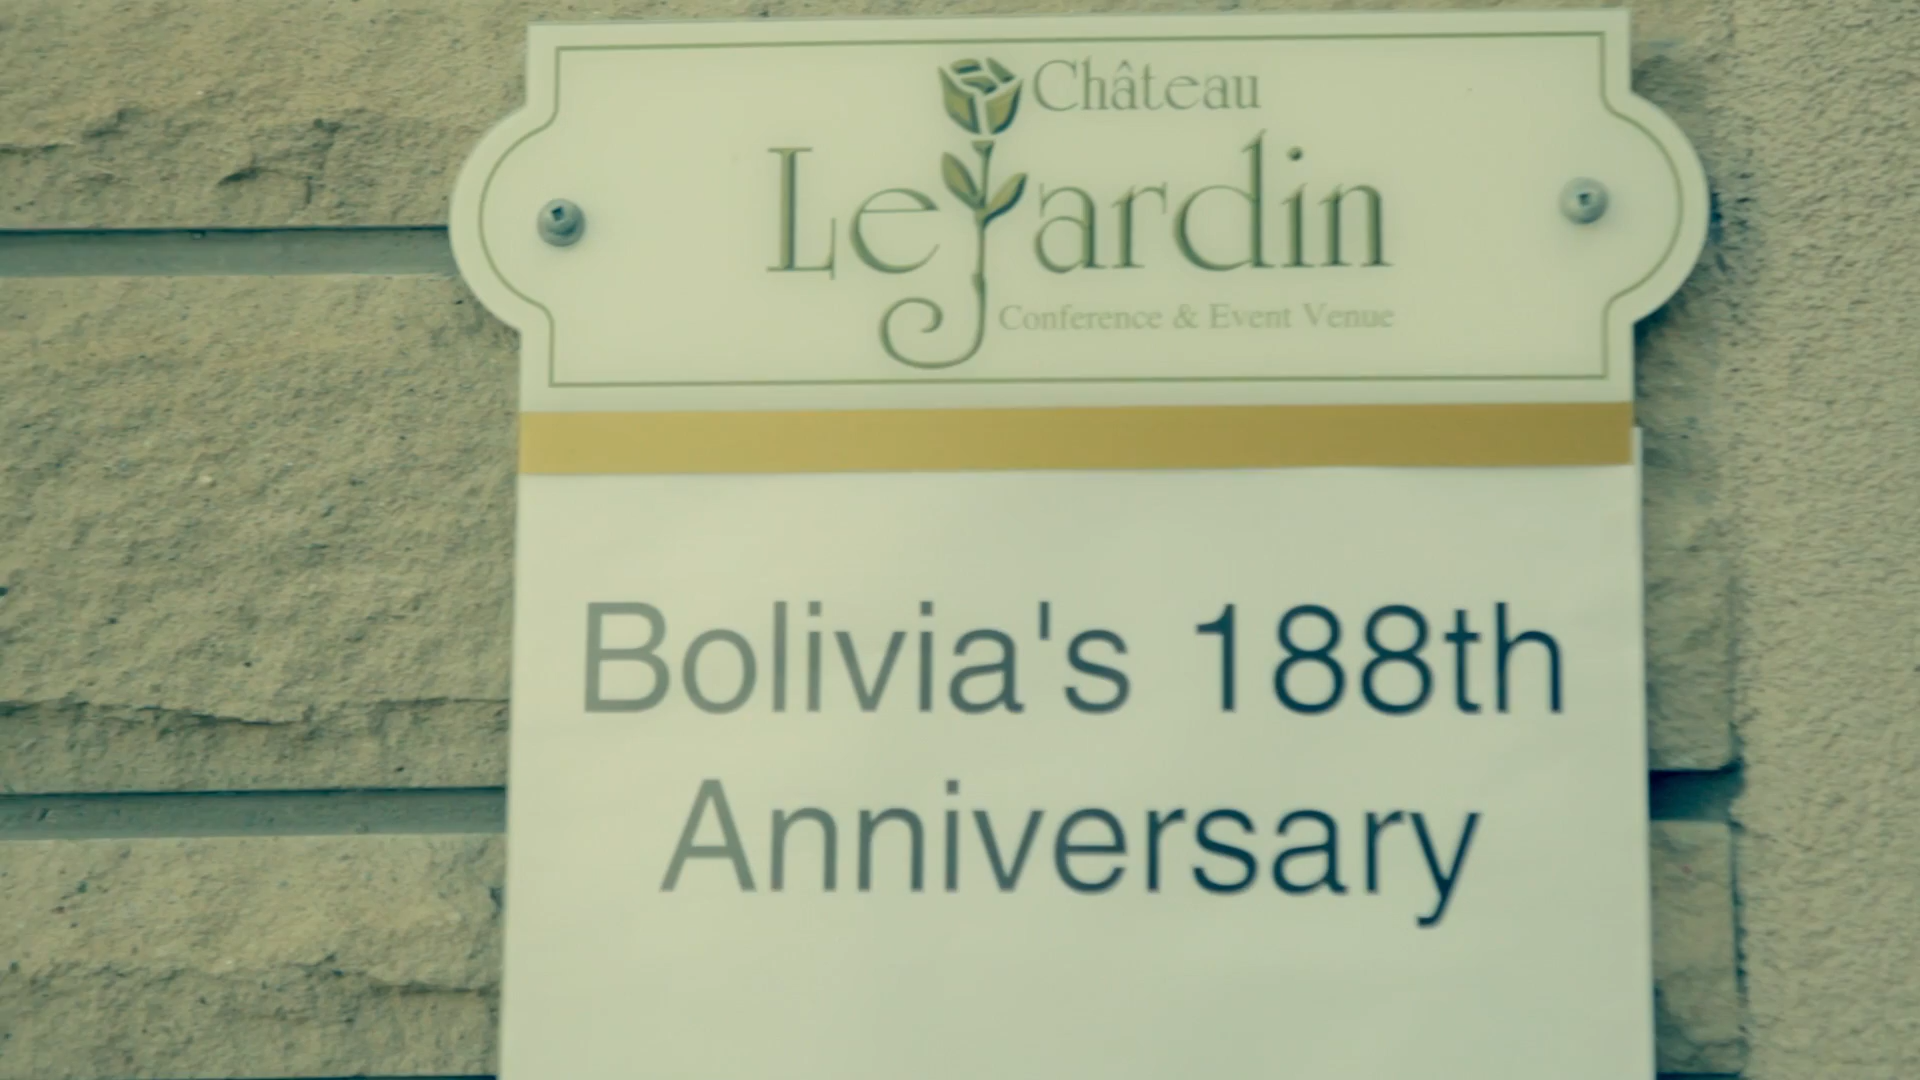 Château
Le Jardin
Conference & Event Venue
Bolivia's 188th
Anniversary